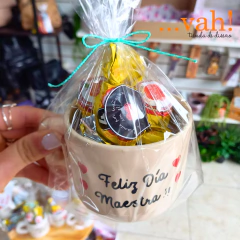 ...vah!
Tienda de diseño
Feliz Día
Maestra !!